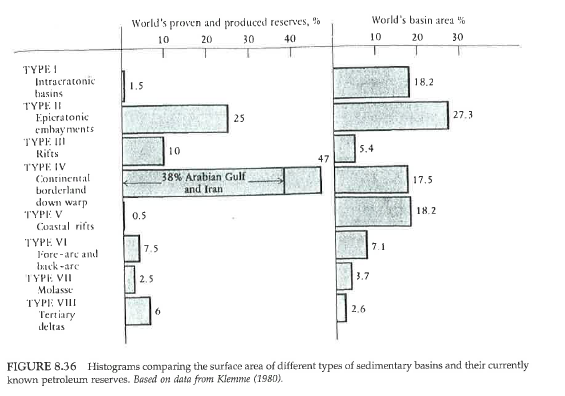 World's proven and produced reserves, %
World's basin area %
10 20 30 40
10 20 30
TYPE I
Intracratonic
basins
1.5
18.2
TYPE II
Epicratonic
embayments
25
27.3
TYPE III
Rifts
10
5.4
TYPE IV
Continental
borderland
down warp
38% Arabian Gulf
and Iran
47
17.5
TYPE V
Coastal rifts
0.5
18.2
TYPE VI
Fore-arc and
back-arc
7.5
7.1
TYPE VII
Molasse
2.5
3.7
TYPE VIII
Tertiary
deltas
6
2.6
FIGURE 8.36 Histograms comparing the surface area of different types of sedimentary basins and their currently
known petroleum reserves. Based on data from Klemme (1980).